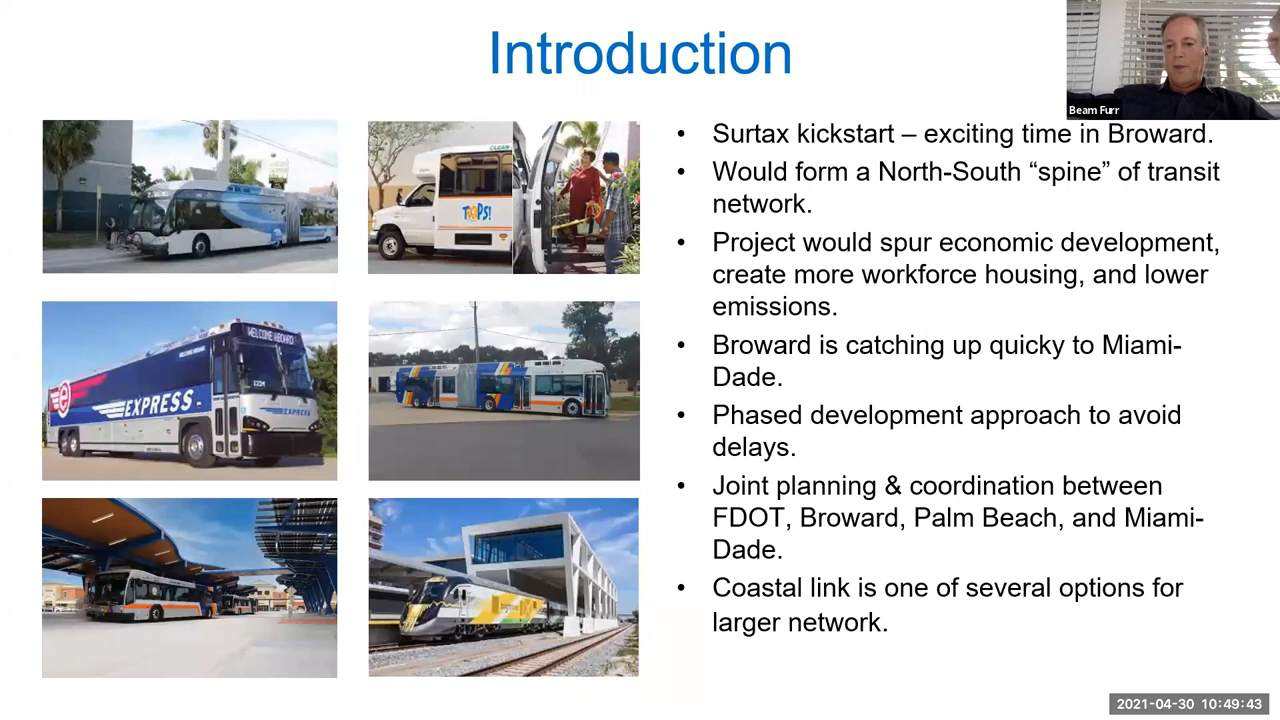 Introduction
Beam Furr
• Surtax kickstart – exciting time in Broward.
• Would form a North-South “spine” of transit
network.
• Project would spur economic development,
create more workforce housing, and lower
emissions.
• Broward is catching up quicky to Miami-
Dade.
• Phased development approach to avoid
delays.
• Joint planning & coordination between
FDOT, Broward, Palm Beach, and Miami-
Dade.
• Coastal link is one of several options for
larger network.
CLEAN
TOPS!
WELCOME ABOARD
e
EXPRESS
EXPRESS
2021-04-30 10:49:43